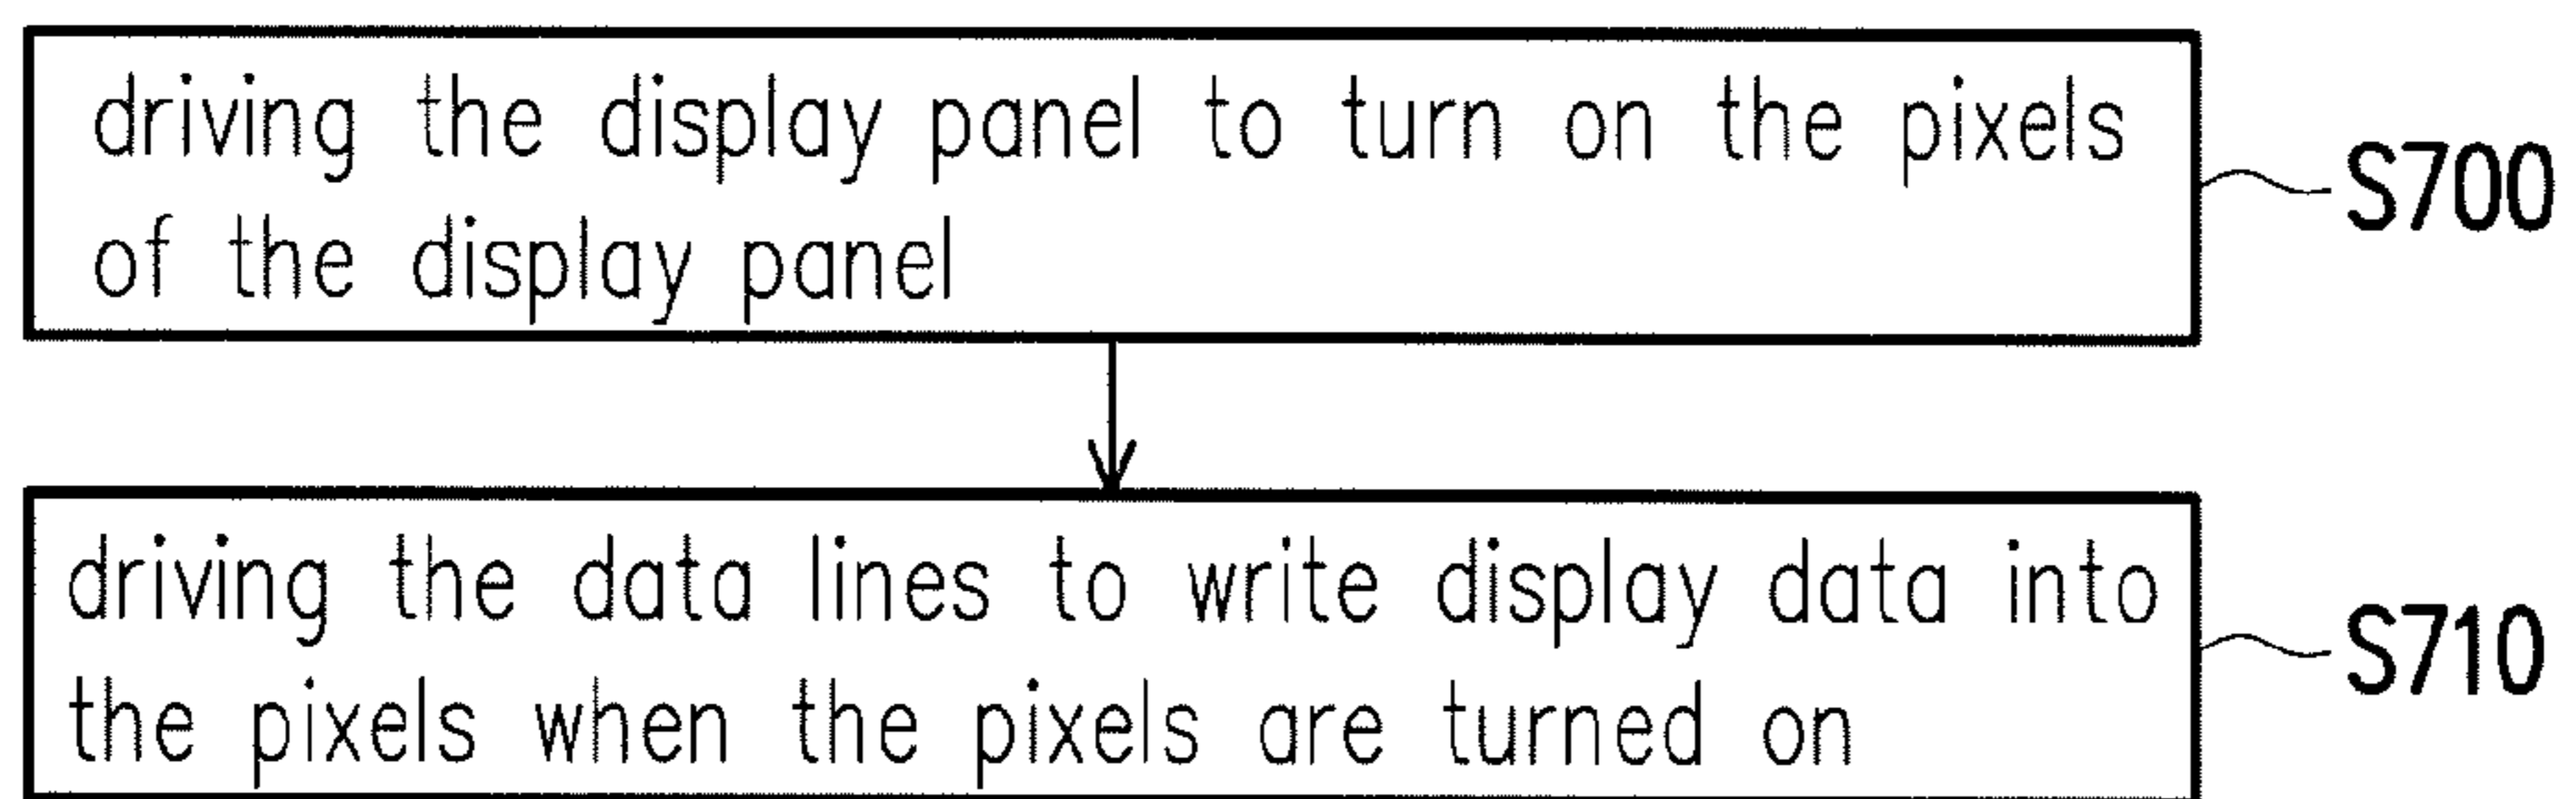 driving the display panel to turn on the pixels
of the display panel
S700
driving the data lines to write display data into
the pixels when the pixels are turned on
S710